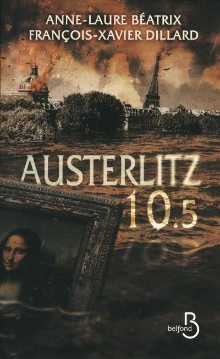 ANNE-LAURE BÉATRIX
FRANÇOIS-XAVIER DILLARD
AUSTERLITZ
10.5
belfond